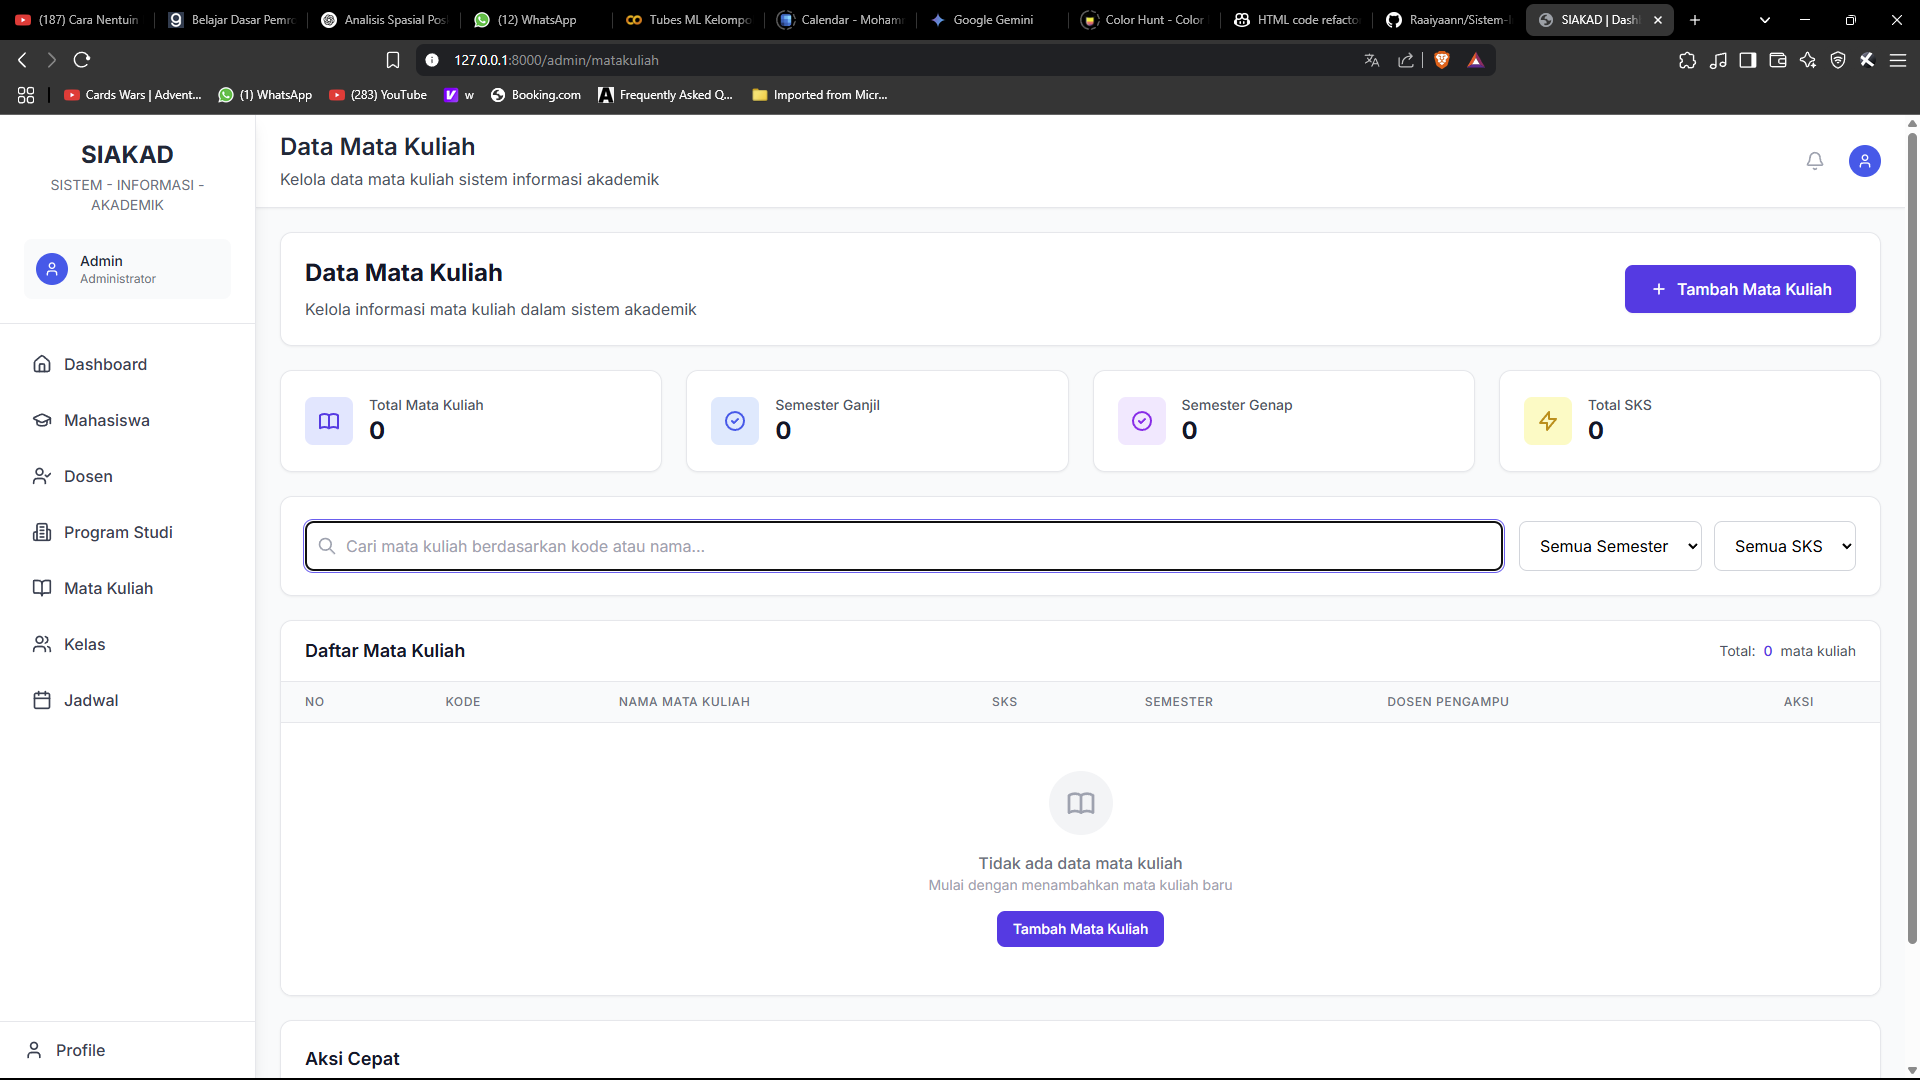 (187) Cara Nentuin
Belajar Dasar Pemro
Analisis Spasial Pos
(12) WhatsApp
Tubes ML Kelompo
Calendar - Moham
Google Gemini
Color Hunt - Color
HTML code refacto
Raaiyaann/Sistem-I
SIAKAD | Dash
127.0.0.1:8000/admin/matakuliah
Cards Wars | Advent...
(1) WhatsApp
(283) YouTube
w
Booking.com
Frequently Asked Q...
Imported from Micr...
SIAKAD
SISTEM - INFORMASI -
AKADEMIK
Admin
Administrator
Dashboard
Mahasiswa
Dosen
Program Studi
Mata Kuliah
Kelas
Jadwal
Profile
Data Mata Kuliah
Kelola data mata kuliah sistem informasi akademik
Data Mata Kuliah
Kelola informasi mata kuliah dalam sistem akademik
+ Tambah Mata Kuliah
Total Mata Kuliah
0
Semester Ganjil
0
Semester Genap
0
Total SKS
0
Cari mata kuliah berdasarkan kode atau nama...
Semua Semester
Semua SKS
Daftar Mata Kuliah
Total: 0 mata kuliah
NO KODE NAMA MATA KULIAH SKS SEMESTER DOSEN PENGAMPU AKSI
Tidak ada data mata kuliah
Mulai dengan menambahkan mata kuliah baru
Tambah Mata Kuliah
Aksi Cepat